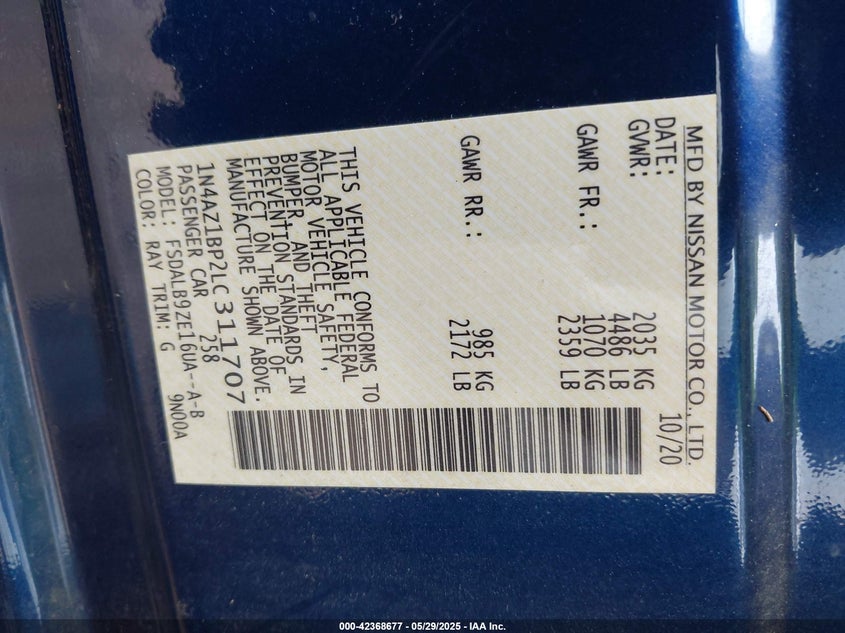 MFD BY NISSAN MOTOR CO., LTD.
DATE: 10/20
GVWR: 2035 KG
4486 LB
GAWR FR.: 1070 KG
2359 LB
GAWR RR.: 985 KG
2172 LB
THIS VEHICLE CONFORMS TO
ALL APPLICABLE FEDERAL
MOTOR VEHICLE SAFETY,
BUMPER, AND THEFT
PREVENTION STANDARDS IN
EFFECT ON THE DATE OF
MANUFACTURE SHOWN ABOVE.
1N4AZ1BP2LC311707
PASSENGER CAR 258
MODEL: FSDALB9ZE16UA--A-B
COLOR: RAY TRIM: G 9N00A
000-42368677 - 05/29/2025 - IAA Inc.